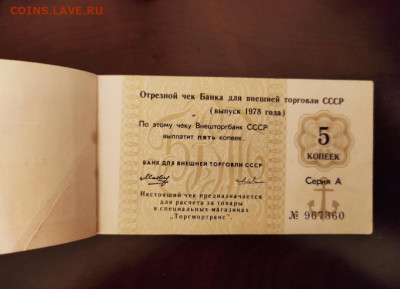 COINS.LAVE.RU
Отрезной чек Банка для внешней торговли СССР
(выпуск 1978 года)
По этому чеку Внешторгбанк СССР
выплатит пять копеек
5
КОПЕЕК
БАНК ДЛЯ ВНЕШНЕЙ ТОРГОВЛИ СССР
Серия А
Настоящий чек предназначается
для расчета за товары
в специальных магазинах
„Торгмортранс".
№ 967360